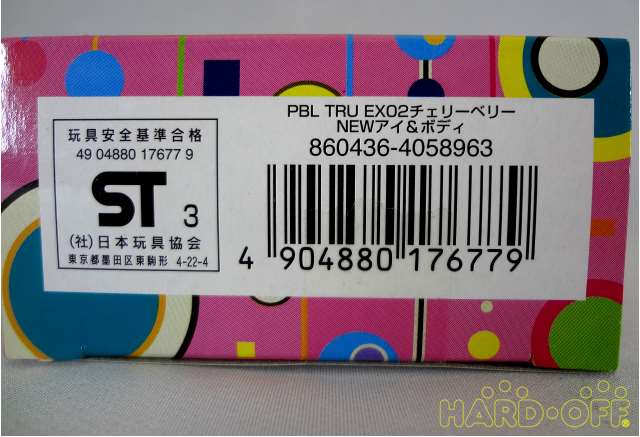 玩具安全基準合格
49 04880 17677 9
ST 3
(社)日本玩具協会
東京都墨田区東駒形 4-22-4
PBL TRU EX02チェリーベリー
NEWアイ&ボディ
860436-4058963
4 904880 176779
HARD・OFF